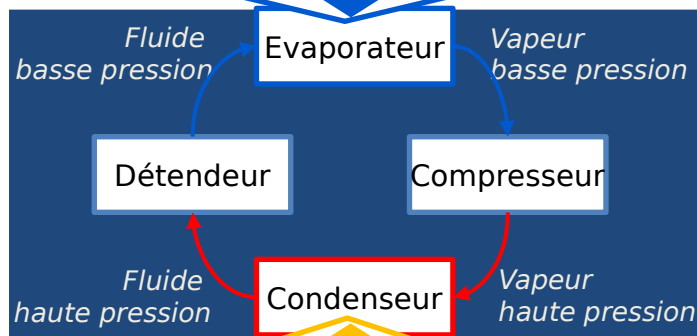 Fluide
basse pression
Evaporateur
Vapeur
basse pression
Détendeur
Compresseur
Fluide
haute pression
Condenseur
Vapeur
haute pression